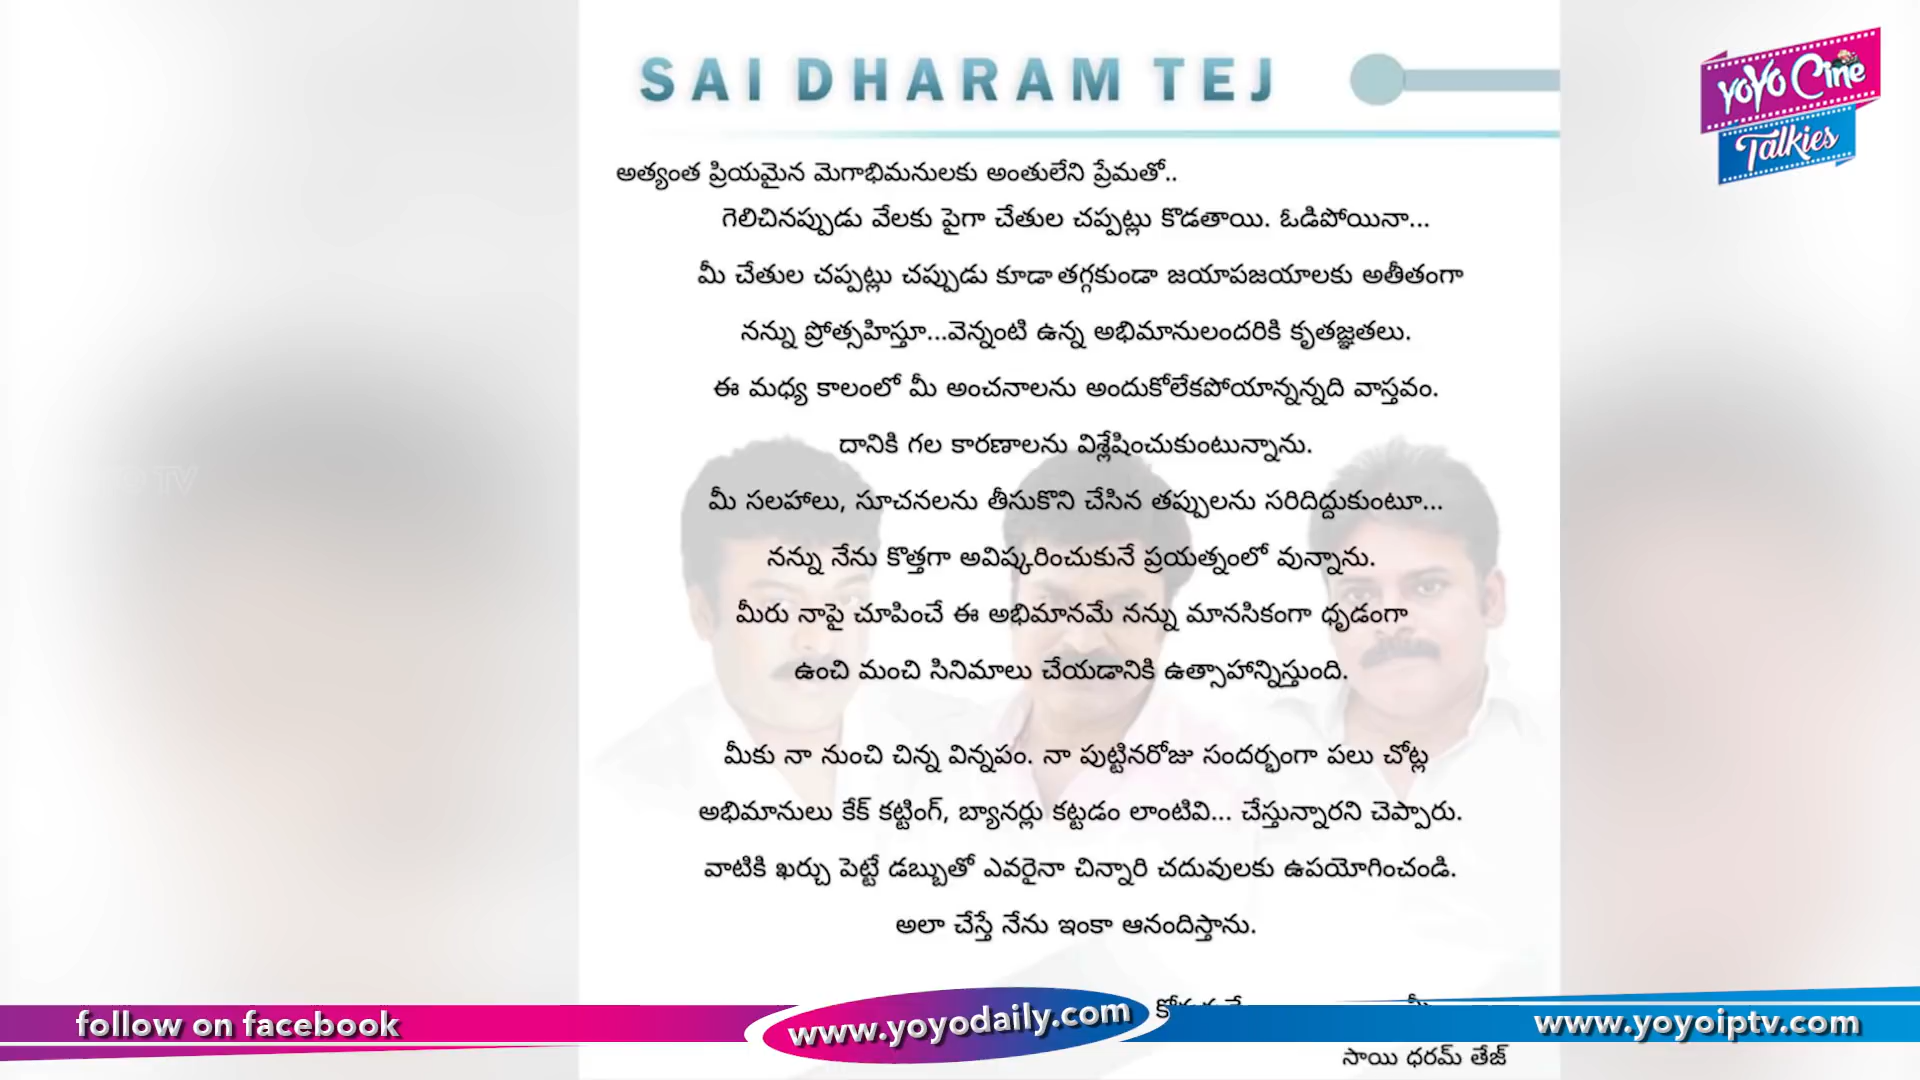 SAI DHARAM TEJ
YOYO Cine
Talkies
అత్యంత ప్రియమైన మెగాభిమనులకు అంతులేని ప్రేమతో..
గెలిచినప్పుడు వేలకు పైగా చేతుల చప్పట్లు కొడతాయి. ఓడిపోయినా...
మీ చేతుల చప్పట్లు చప్పుడు కూడా తగ్గకుండా జయాపజయాలకు అతీతంగా
నన్ను ప్రోత్సహిస్తూ...వెన్నంటి ఉన్న అభిమానులందరికి కృతజ్ఞతలు.
ఈ మధ్య కాలంలో మీ అంచనాలను అందుకోలేకపోయాన్నన్నది వాస్తవం.
దానికి గల కారణాలను విశ్లేషించుకుంటున్నాను.
మీ సలహాలు, సూచనలను తీసుకొని చేసిన తప్పులను సరిదిద్దుకుంటూ...
నన్ను నేను కొత్తగా అవిష్కరించుకునే ప్రయత్నంలో వున్నాను.
మీరు నాపై చూపించే ఈ అభిమానమే నన్ను మానసికంగా ధృడంగా
ఉంచి మంచి సినిమాలు చేయడానికి ఉత్సాహాన్నిస్తుంది.
మీకు నా నుంచి చిన్న విన్నపం. నా పుట్టినరోజు సందర్భంగా పలు చోట్ల
అభిమానులు కేక్ కట్టింగ్, బ్యానర్లు కట్టడం లాంటివి... చేస్తున్నారని చెప్పారు.
వాటికి ఖర్చు పెట్టే డబ్బుతో ఎవరైనా చిన్నారి చదువులకు ఉపయోగించండి.
అలా చేస్తే నేను ఇంకా ఆనందిస్తాను.
follow on facebook
www.yoyodaily.com
www.yoyoiptv.com
సాయి ధరమ్ తేజ్